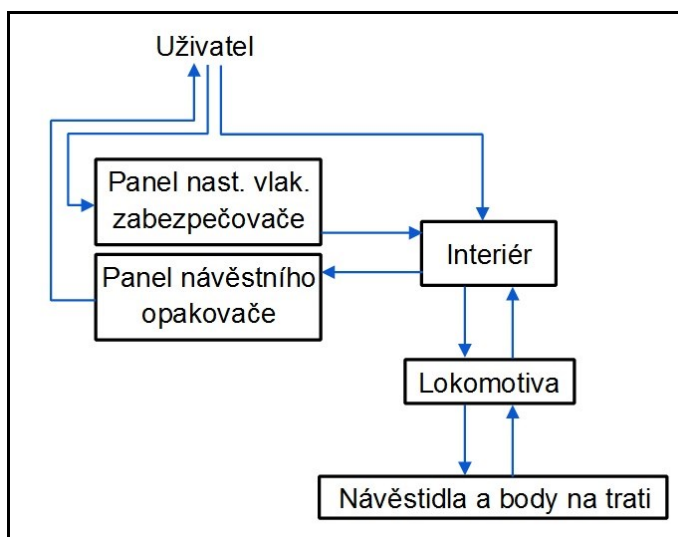 Uživatel
Panel nast. vlak.
zabezpečovače
Panel návěstního
opakovače
Interiér
Lokomotiva
Návěstidla a body na trati